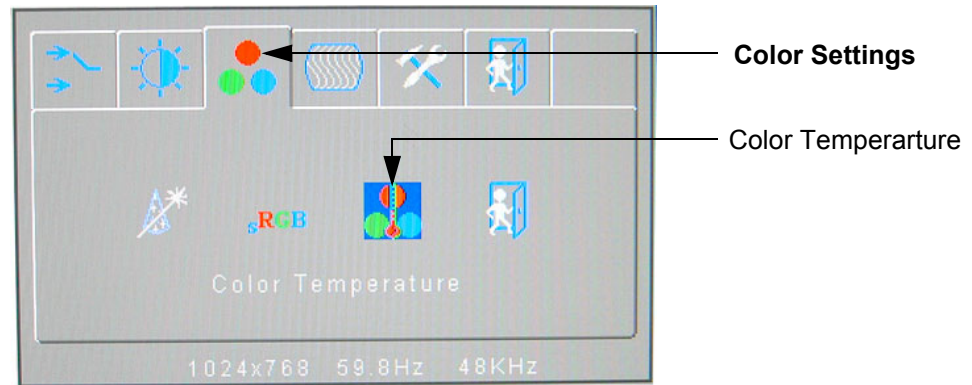 Color Settings
Color Temperarture
sRGB
Color Temperature
1024x768 59.8Hz 48KHz